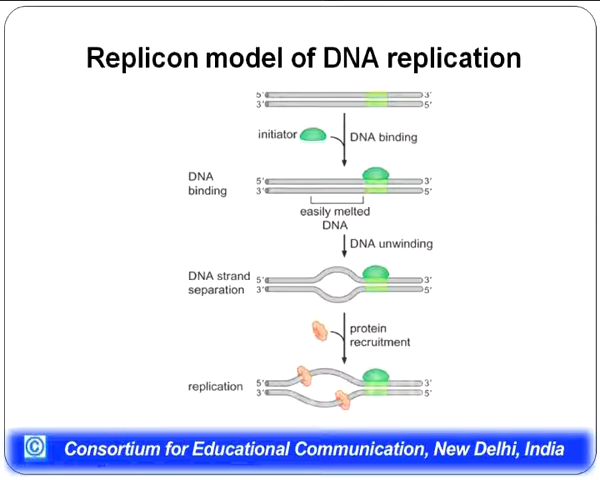 Replicon model of DNA replication
5' 3'
3' 5'
initiator DNA binding
DNA
binding
5' 3'
3' 5'
easily melted
DNA
DNA unwinding
DNA strand
separation
5' 3'
3' 5'
protein
recruitment
replication
5' 3'
3' 5'
© Consortium for Educational Communication, New Delhi, India